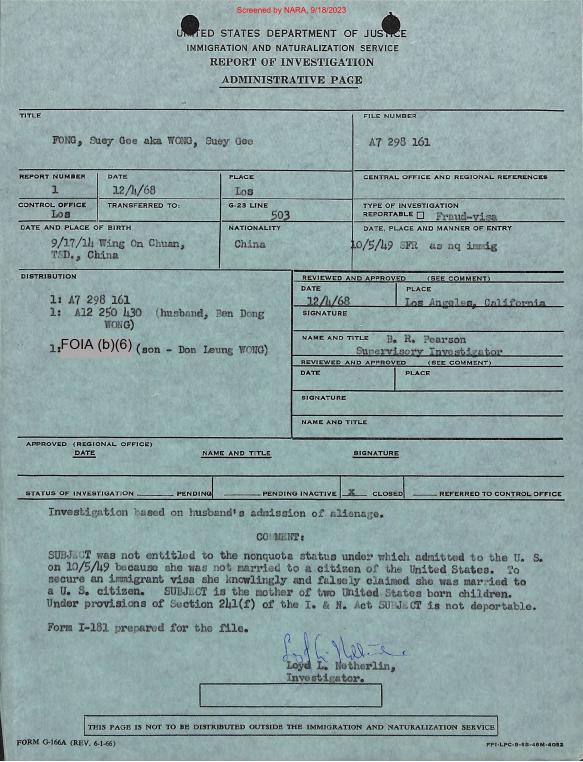 Screened by NARA, 9/18/2023
UNITED STATES DEPARTMENT OF JUSTICE
IMMIGRATION AND NATURALIZATION SERVICE
REPORT OF INVESTIGATION
ADMINISTRATIVE PAGE
TITLE
FONG, Suey Gee aka WONG, Suey Gee
FILE NUMBER
A7 298 161
REPORT NUMBER
1
DATE
12/4/68
PLACE
Los
CENTRAL OFFICE AND REGIONAL REFERENCES
CONTROL OFFICE
Los
TRANSFERRED TO:
G-23 LINE
503
TYPE OF INVESTIGATION
REPORTABLE ☐ Fraud-visa
DATE AND PLACE OF BIRTH
9/17/14 Wing On Chuan,
TSD., China
NATIONALITY
China
DATE, PLACE AND MANNER OF ENTRY
10/5/49 SFR as nq immig
DISTRIBUTION
1: A7 298 161
1: A12 250 430 (husband, Ben Dong
WONG)
1: FOIA (b)(6) (son - Don Leung WONG)
REVIEWED AND APPROVED (SEE COMMENT)
DATE
12/4/68
PLACE
Los Angeles, California
SIGNATURE
NAME AND TITLE B. R. Pearson
Supervisory Investigator
REVIEWED AND APPROVED (SEE COMMENT)
DATE
PLACE
SIGNATURE
NAME AND TITLE
APPROVED (REGIONAL OFFICE)
DATE NAME AND TITLE SIGNATURE
STATUS OF INVESTIGATION ____ PENDING ____ PENDING INACTIVE X CLOSED ____ REFERRED TO CONTROL OFFICE
Investigation based on husband's admission of alienage.
COMMENT:
SUBJECT was not entitled to the nonquota status under which admitted to the U. S.
on 10/5/49 because she was not married to a citizen of the United States. To
secure an immigrant visa she knowingly and falsely claimed she was married to
a U. S. citizen. SUBJECT is the mother of two United States born children.
Under provisions of Section 241(f) of the I. & N. Act SUBJECT is not deportable.
Form I-181 prepared for the file.
Loyd L. Netherlin,
Investigator.
THIS PAGE IS NOT TO BE DISTRIBUTED OUTSIDE THE IMMIGRATION AND NATURALIZATION SERVICE
FORM G-166A (REV. 6-1-66)